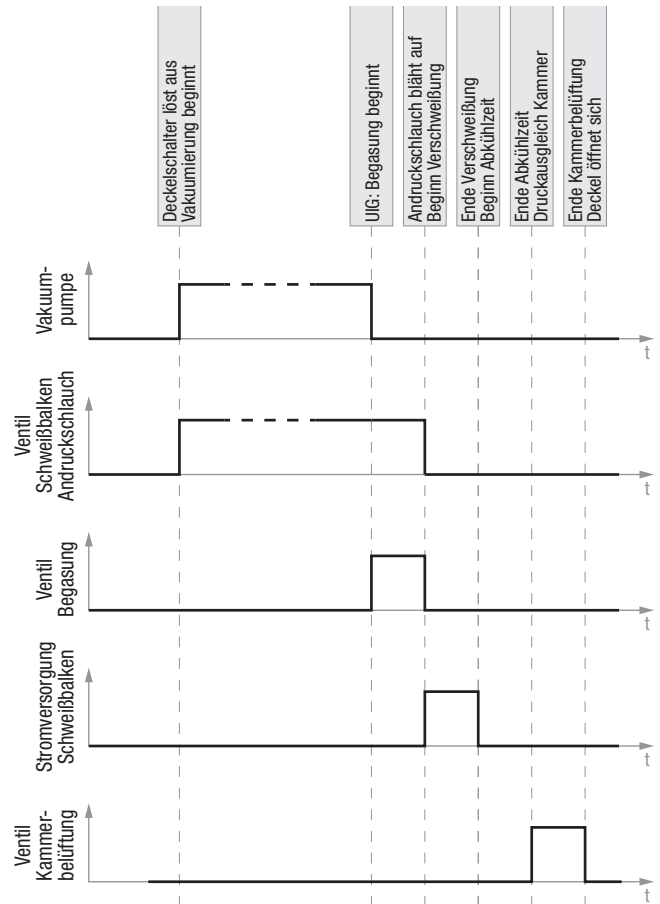 Deckelschalter löst aus
Vakuumierung beginnt
UIG: Begasung beginnt
Andruckschlauch bläht auf
Beginn Verschweißung
Ende Verschweißung
Beginn Abkühlzeit
Ende Abkühlzeit
Druckausgleich Kammer
Ende Kammerbelüftung
Deckel öffnet sich
Vakuum-
pumpe
t
Ventil
Schweißbalken
Andruckschlauch
t
Ventil
Begasung
t
Stromversorgung
Schweißbalken
t
Ventil
Kammer-
belüftung
t